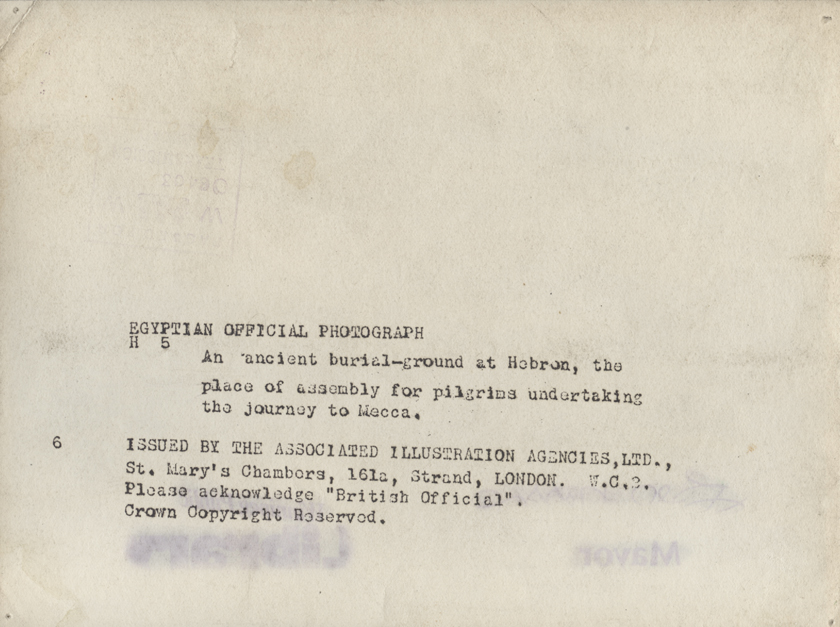 EGYPTIAN OFFICIAL PHOTOGRAPH
H 5
An ancient burial-ground at Hebron, the
place of assembly for pilgrims undertaking
the journey to Mecca.
6
ISSUED BY THE ASSOCIATED ILLUSTRATION AGENCIES,LTD.,
St. Mary's Chambers, 161a, Strand, LONDON. W.C.2.
Please acknowledge "British Official".
Crown Copyright Reserved.